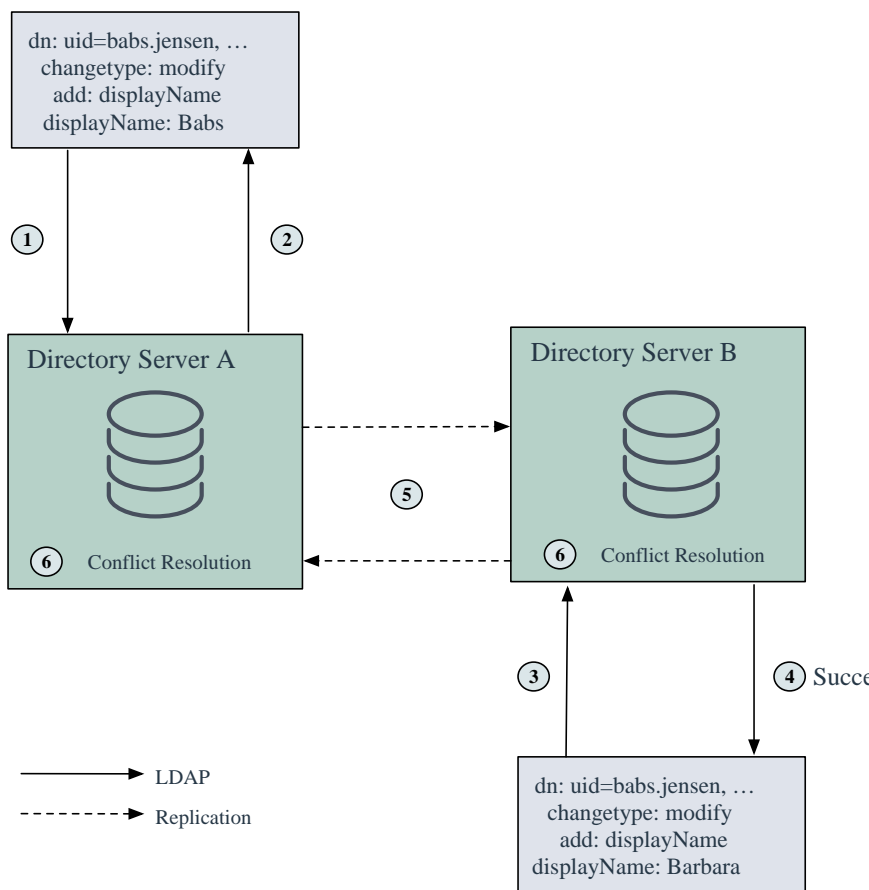 dn: uid=babs.jensen, …
changetype: modify
add: displayName
displayName: Babs
1
2
Directory Server A
Directory Server B
5
6 Conflict Resolution
6 Conflict Resolution
3
4 Succe
LDAP
Replication
dn: uid=babs.jensen, …
changetype: modify
add: displayName
displayName: Barbara